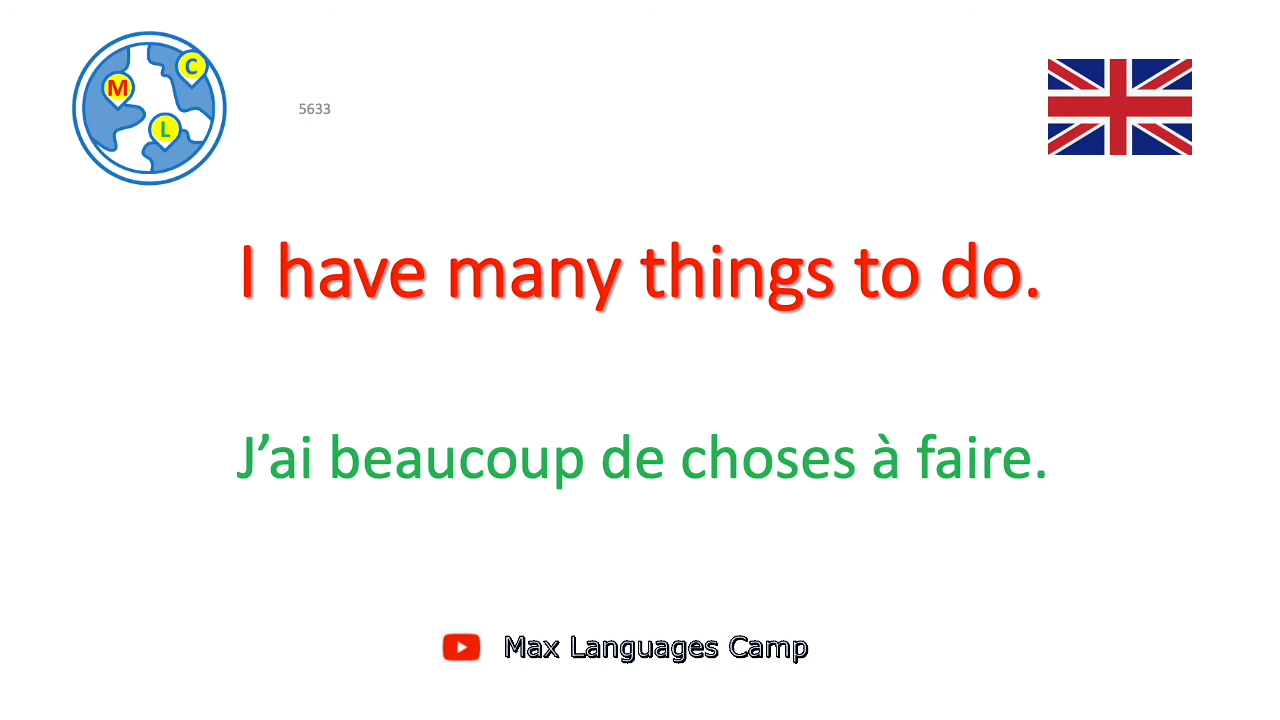 C
M
L
5633
I have many things to do.
J’ai beaucoup de choses à faire.
Max Languages Camp